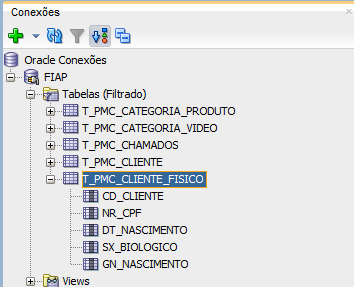 Conexões
Oracle Conexões
FIAP
Tabelas (Filtrado)
T_PMC_CATEGORIA_PRODUTO
T_PMC_CATEGORIA_VIDEO
T_PMC_CHAMADOS
T_PMC_CLIENTE
T_PMC_CLIENTE_FISICO
CD_CLIENTE
NR_CPF
DT_NASCIMENTO
SX_BIOLOGICO
GN_NASCIMENTO
Views